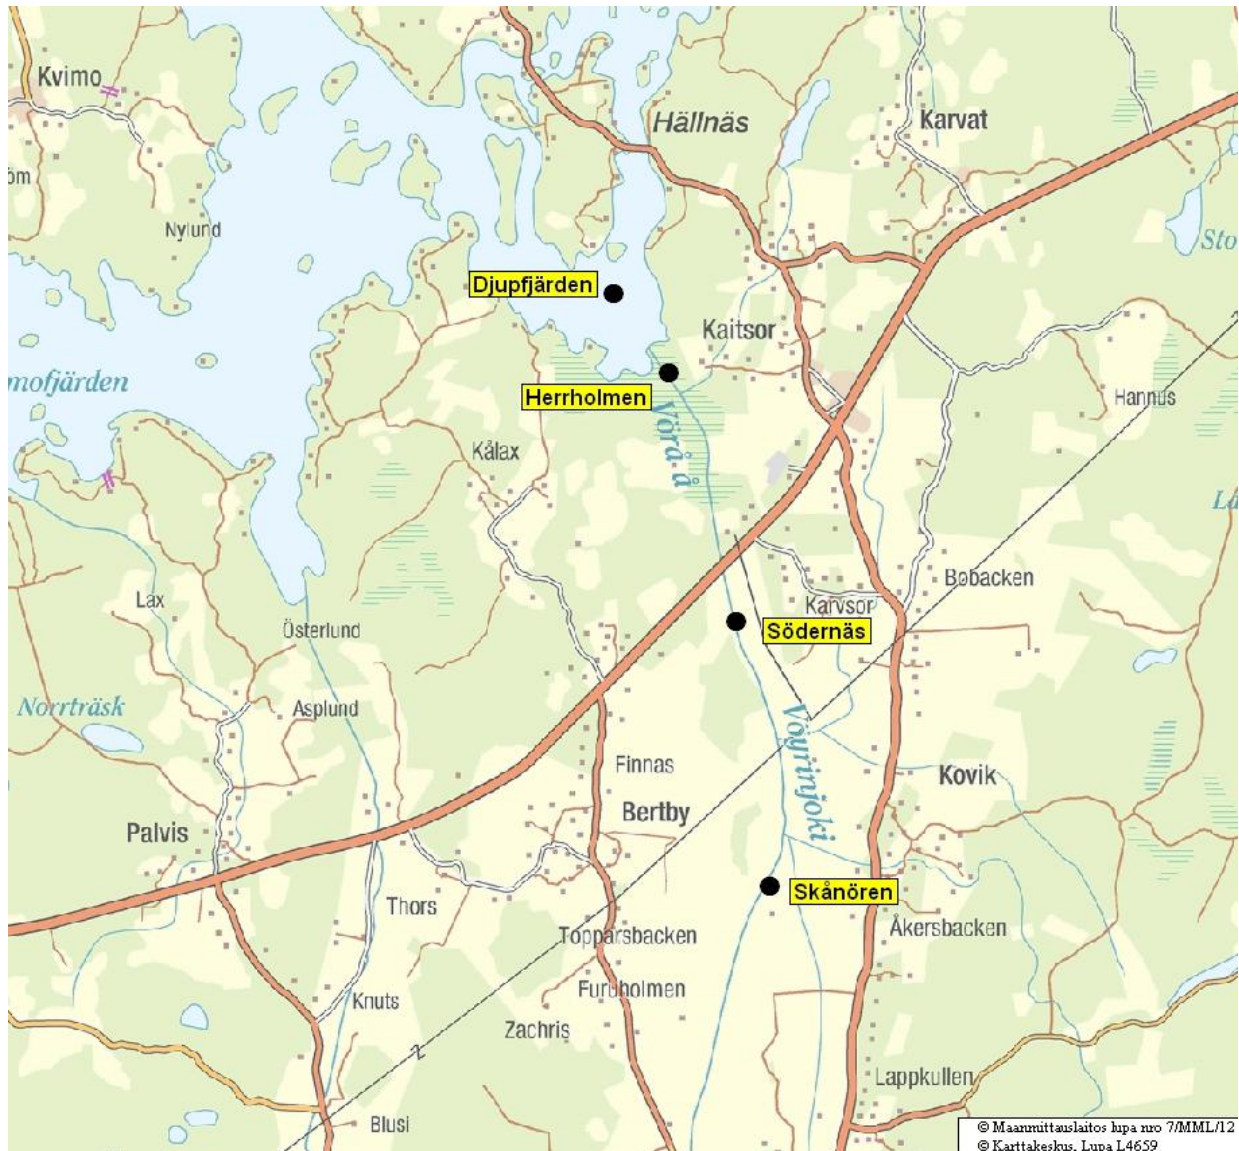 Kvimo
Hällnäs
Karvat
öm
Nylund
Sto
Djupfjärden
Kaitsor
mofjärden
Herrholmen
Hannus
Vörå å
Kålax
Bobacken
Lax
Karvsor
Österlund
Södernäs
Norrträsk
Asplund
Vöyrinjoki
Finnas
Kovik
Bertby
Palvis
Skånören
Thors
Åkersbacken
Topparsbacken
Furuholmen
Knuts
Zachris
Lappkullen
Blusi
© Maanmittauslaitos lupa nro 7/MML/12
© Karttakeskus, Lupa L4659